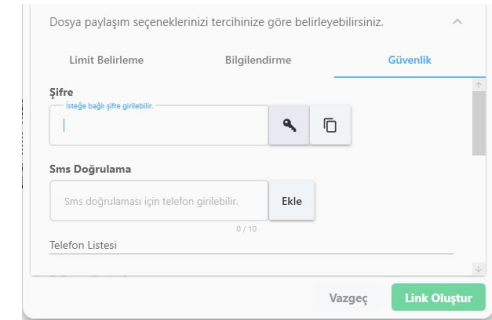 Dosya paylaşım seçeneklerinizi tercihinize göre belirleyebilirsiniz.
Limit Belirleme Bilgilendirme Güvenlik
Şifre
İsteğe bağlı şifre girilebilir.
Sms Doğrulama
Sms doğrulaması için telefon girilebilir. Ekle
0 / 10
Telefon Listesi
Vazgeç Link Oluştur